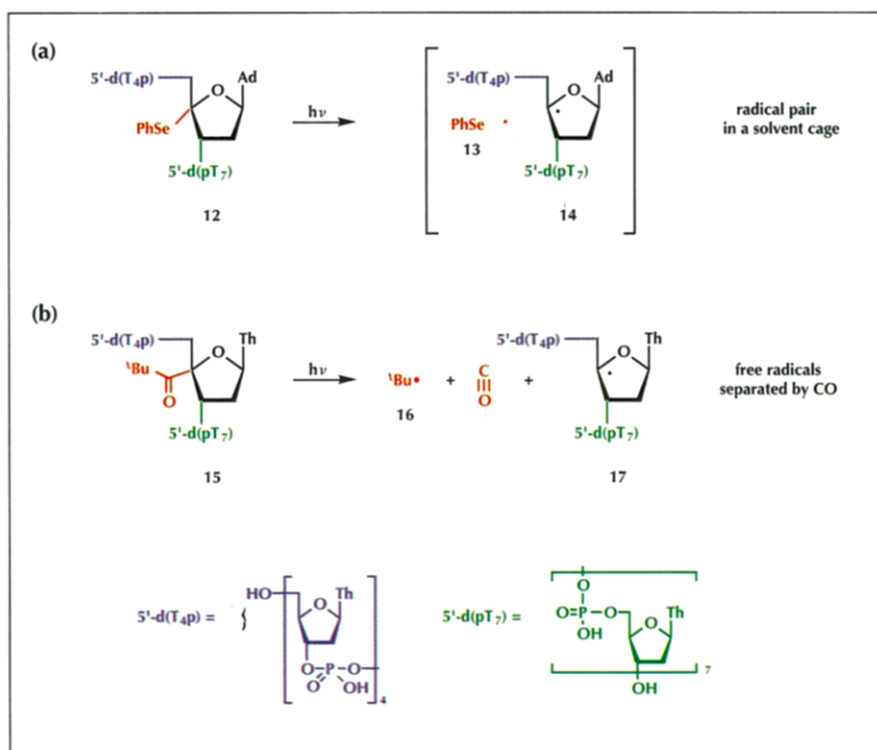 (a)
5'-d(T₄p)
Ad
O
PhSe
5'-d(pT₇)
12
hν
5'-d(T₄p)
Ad
O
PhSe •
13
5'-d(pT₇)
14
radical pair
in a solvent cage
(b)
5'-d(T₄p)
Th
O
ᵗBu
O
5'-d(pT₇)
15
hν
ᵗBu•
16
+
C
O
+
5'-d(T₄p)
Th
O
5'-d(pT₇)
17
free radicals
separated by CO
5'-d(T₄p) =
HO
O
Th
O–P–O
O
OH
4
5'-d(pT₇) =
O
O=P–O
OH
O
Th
OH
7